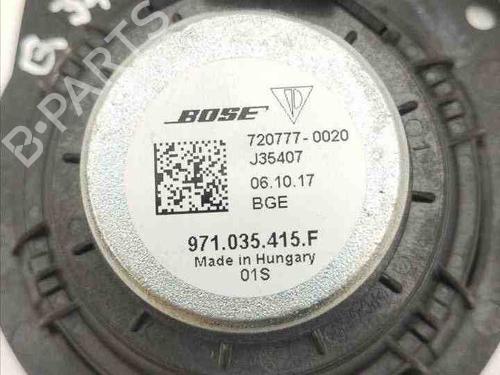 B-PARTS
BOSE
720777-0020
J35407
06.10.17
BGE
971.035.415.F
Made in Hungary
01S